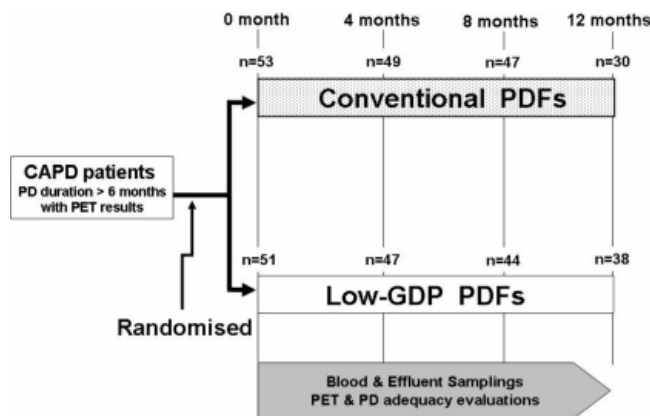 0 month 4 months 8 months 12 months
n=53 n=49 n=47 n=30
Conventional PDFs
CAPD patients
PD duration > 6 months
with PET results
n=51 n=47 n=44 n=38
Low-GDP PDFs
Randomised
Blood & Effluent Samplings
PET & PD adequacy evaluations